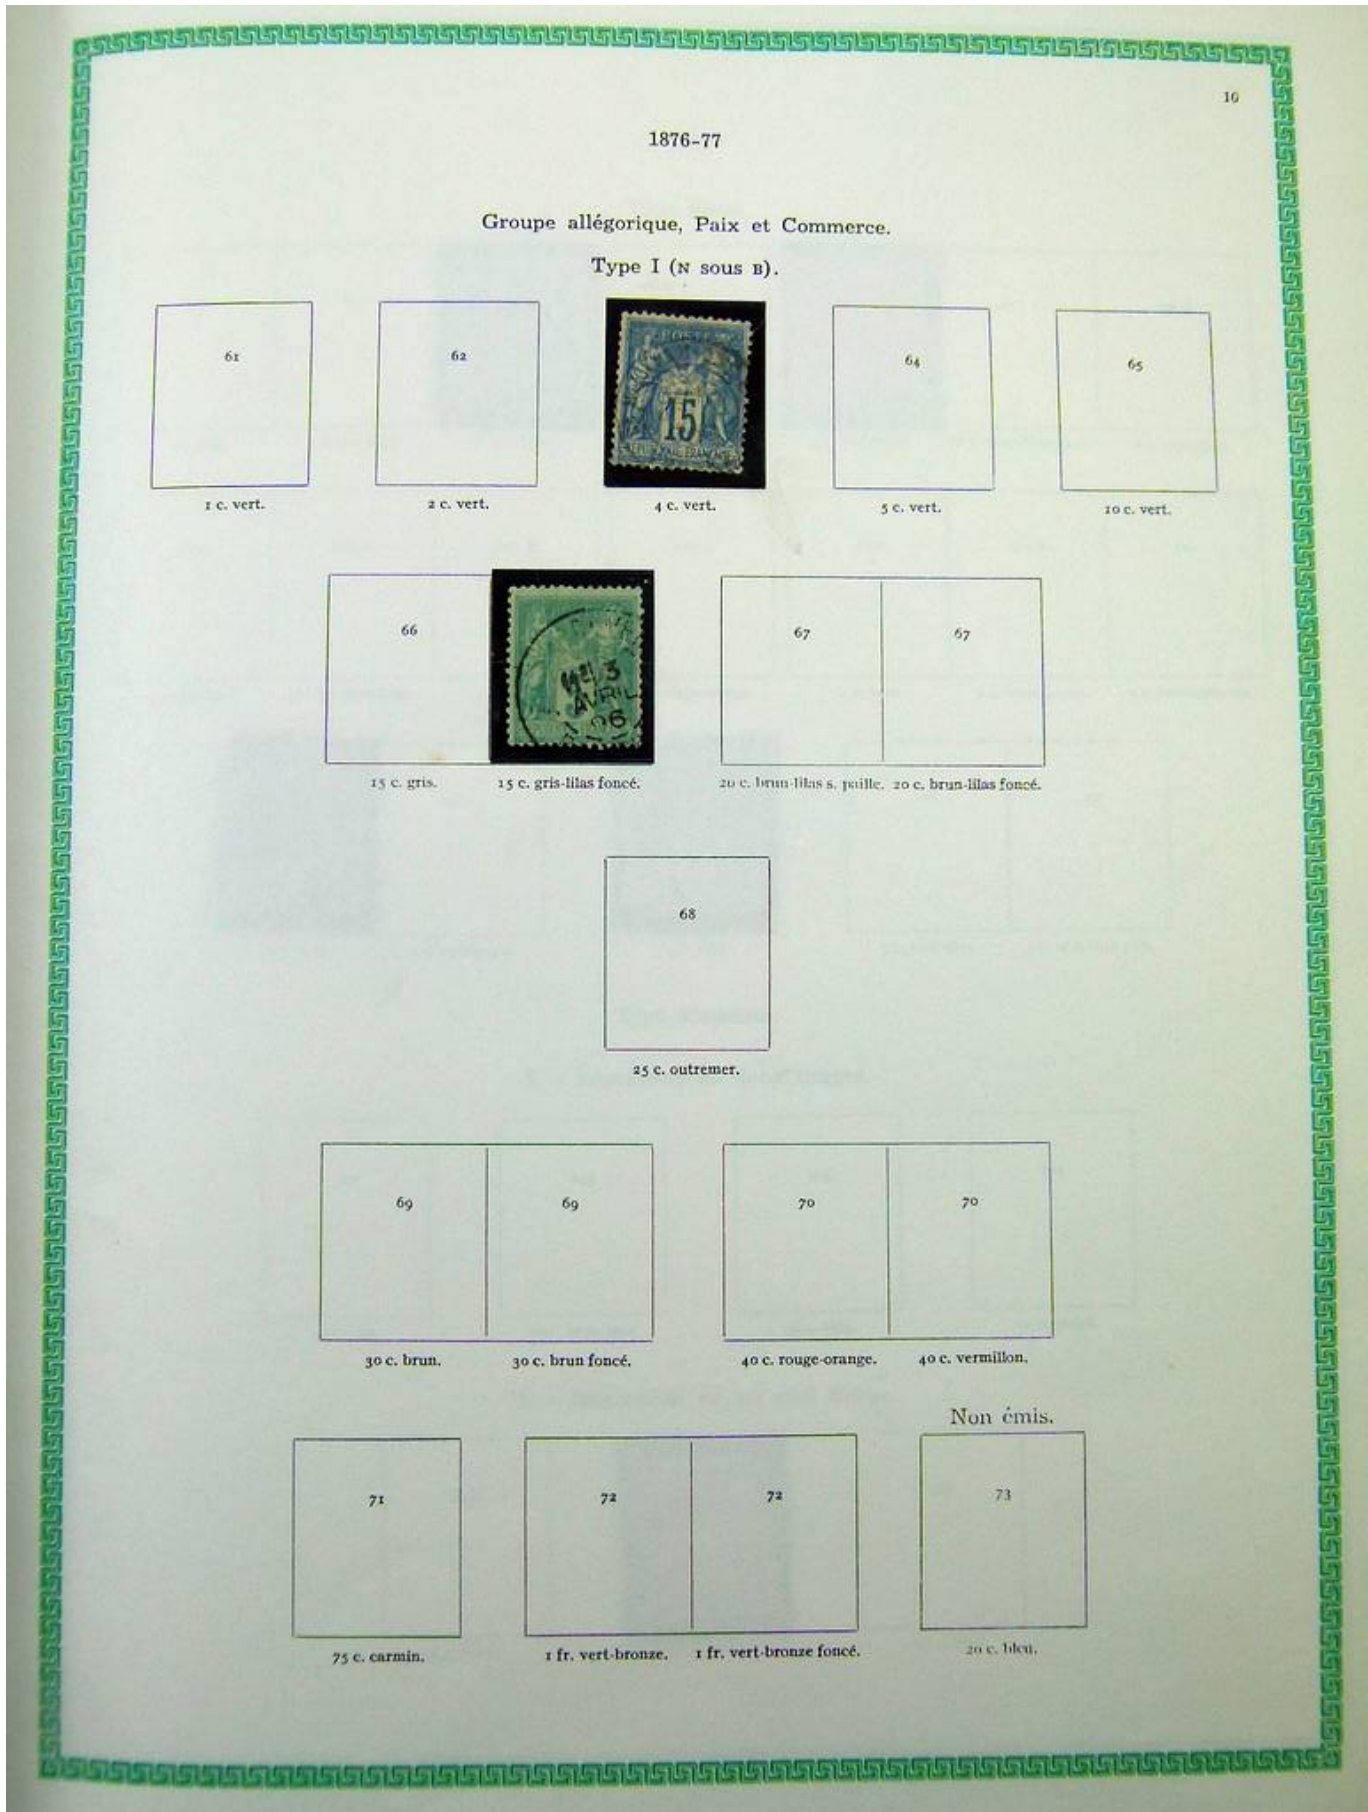 10
1876-77
Groupe allégorique, Paix et Commerce.
Type I (N sous B).
61
62
POSTES
15
64
65
1 c. vert.
2 c. vert.
4 c. vert.
5 c. vert.
10 c. vert.
66
3
AVRIL
67
67
15 c. gris.
15 c. gris-lilas foncé.
20 c. brun-lilas s. paille.
20 c. brun-lilas foncé.
68
25 c. outremer.
69
69
70
70
30 c. brun.
30 c. brun foncé.
40 c. rouge-orange.
40 c. vermillon.
Non émis.
71
72
72
73
75 c. carmin.
1 fr. vert-bronze.
1 fr. vert-bronze foncé.
20 c. bleu.